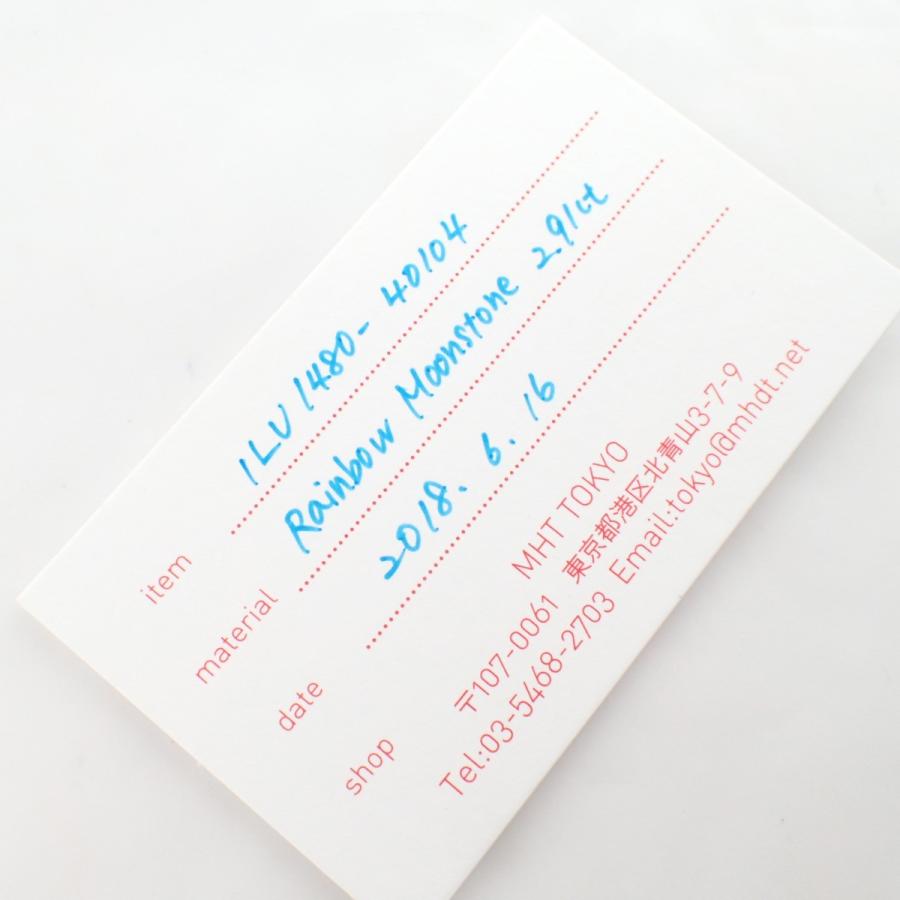 item ILU1480-40104
material Rainbow Moonstone 2.91ct
date 2018.6.16
shop MHT TOKYO
〒107-0061 東京都港区北青山3-7-9
Tel:03-5468-2703 Email:tokyo@mhdt.net